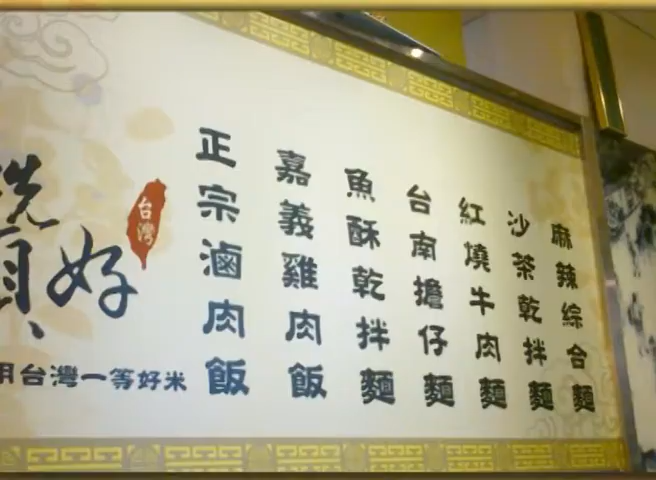 好
台灣
台灣一等好米
正宗滷肉飯
嘉義雞肉飯
魚酥乾拌麵
台南擔仔麵
紅燒牛肉麵
沙茶乾拌麵
麻辣綜合麵